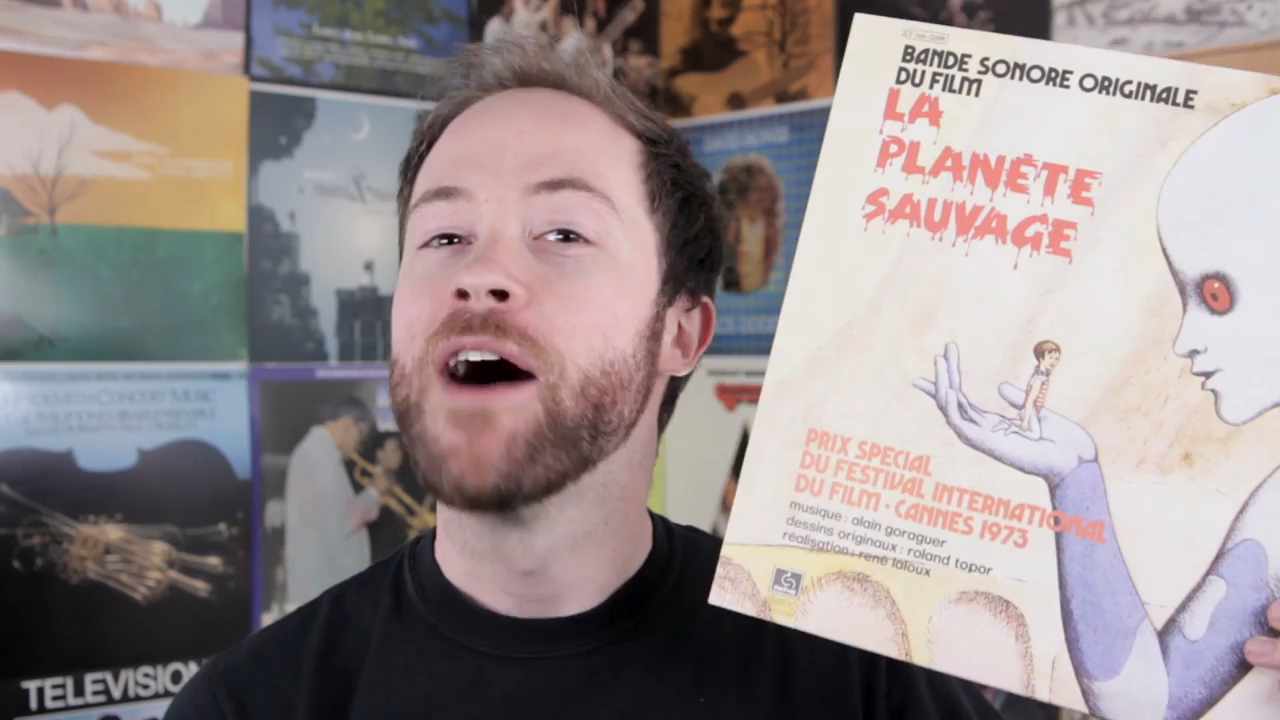 BANDE SONORE ORIGINALE
DU FILM
LA
PLANÈTE
SAUVAGE
PRIX SPECIAL
DU FESTIVAL INTERNATIONAL
DU FILM · CANNES 1973
musique : alain goraguer
dessins originaux : roland topor
réalisation : rené laloux
TELEVISION